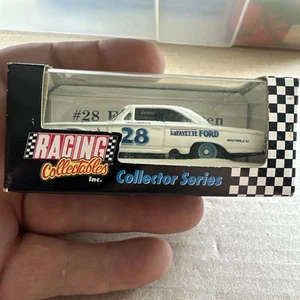 #28
28
LAFAYETTE FORD
RACING
Collectables
Inc.
Collector Series